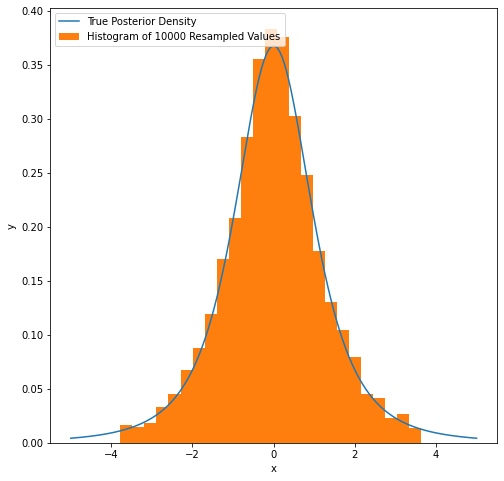 True Posterior Density
Histogram of 10000 Resampled Values
0.40
0.35
0.30
0.25
0.20
0.15
0.10
0.05
0.00
y
−4 −2 0 2 4
x